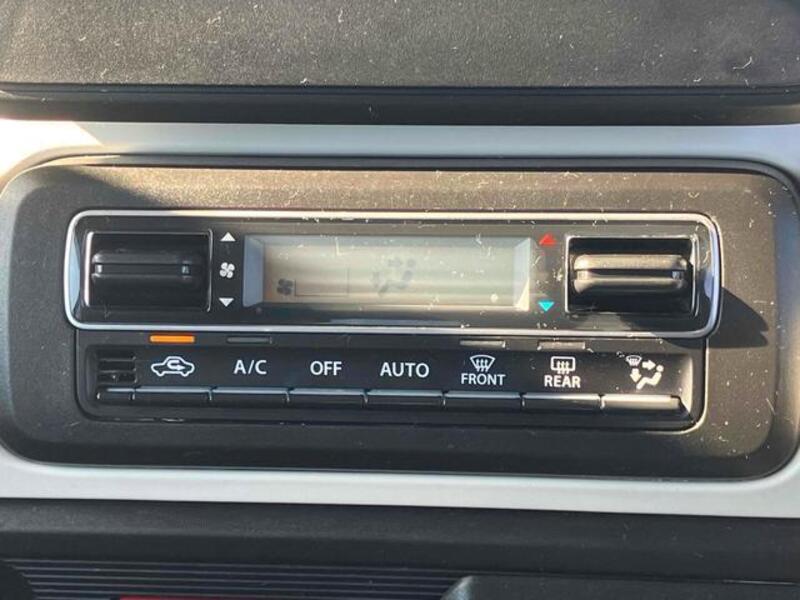 A/C OFF AUTO FRONT REAR